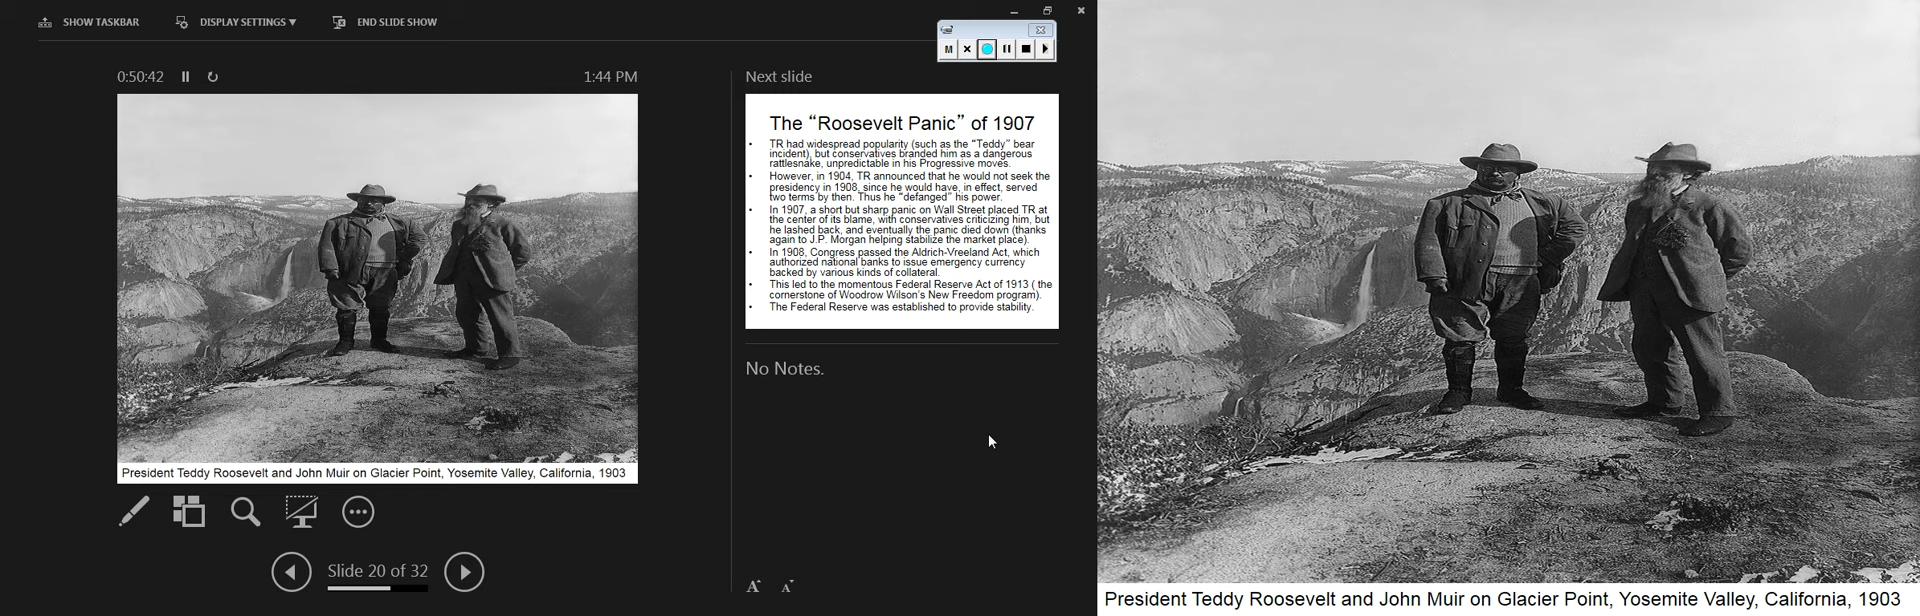 SHOW TASKBAR
DISPLAY SETTINGS ▼
END SLIDE SHOW
M
0:50:42
1:44 PM
Next slide
The “Roosevelt Panic” of 1907
• TR had widespread popularity (such as the “Teddy” bear
incident), but conservatives branded him as a dangerous
rattlesnake, unpredictable in his Progressive moves.
• However, in 1904, TR announced that he would not seek the
presidency in 1908, since he would have, in effect, served
two terms by then. Thus he “defanged” his power.
• In 1907, a short but sharp panic on Wall Street placed TR at
the center of its blame, with conservatives criticizing him, but
he lashed back, and eventually the panic died down (thanks
again to J.P. Morgan helping stabilize the market place).
• In 1908, Congress passed the Aldrich-Vreeland Act, which
authorized national banks to issue emergency currency
backed by various kinds of collateral.
• This led to the momentous Federal Reserve Act of 1913 ( the
cornerstone of Woodrow Wilson’s New Freedom program).
• The Federal Reserve was established to provide stability.
No Notes.
President Teddy Roosevelt and John Muir on Glacier Point, Yosemite Valley, California, 1903
Slide 20 of 32
A A
President Teddy Roosevelt and John Muir on Glacier Point, Yosemite Valley, California, 1903